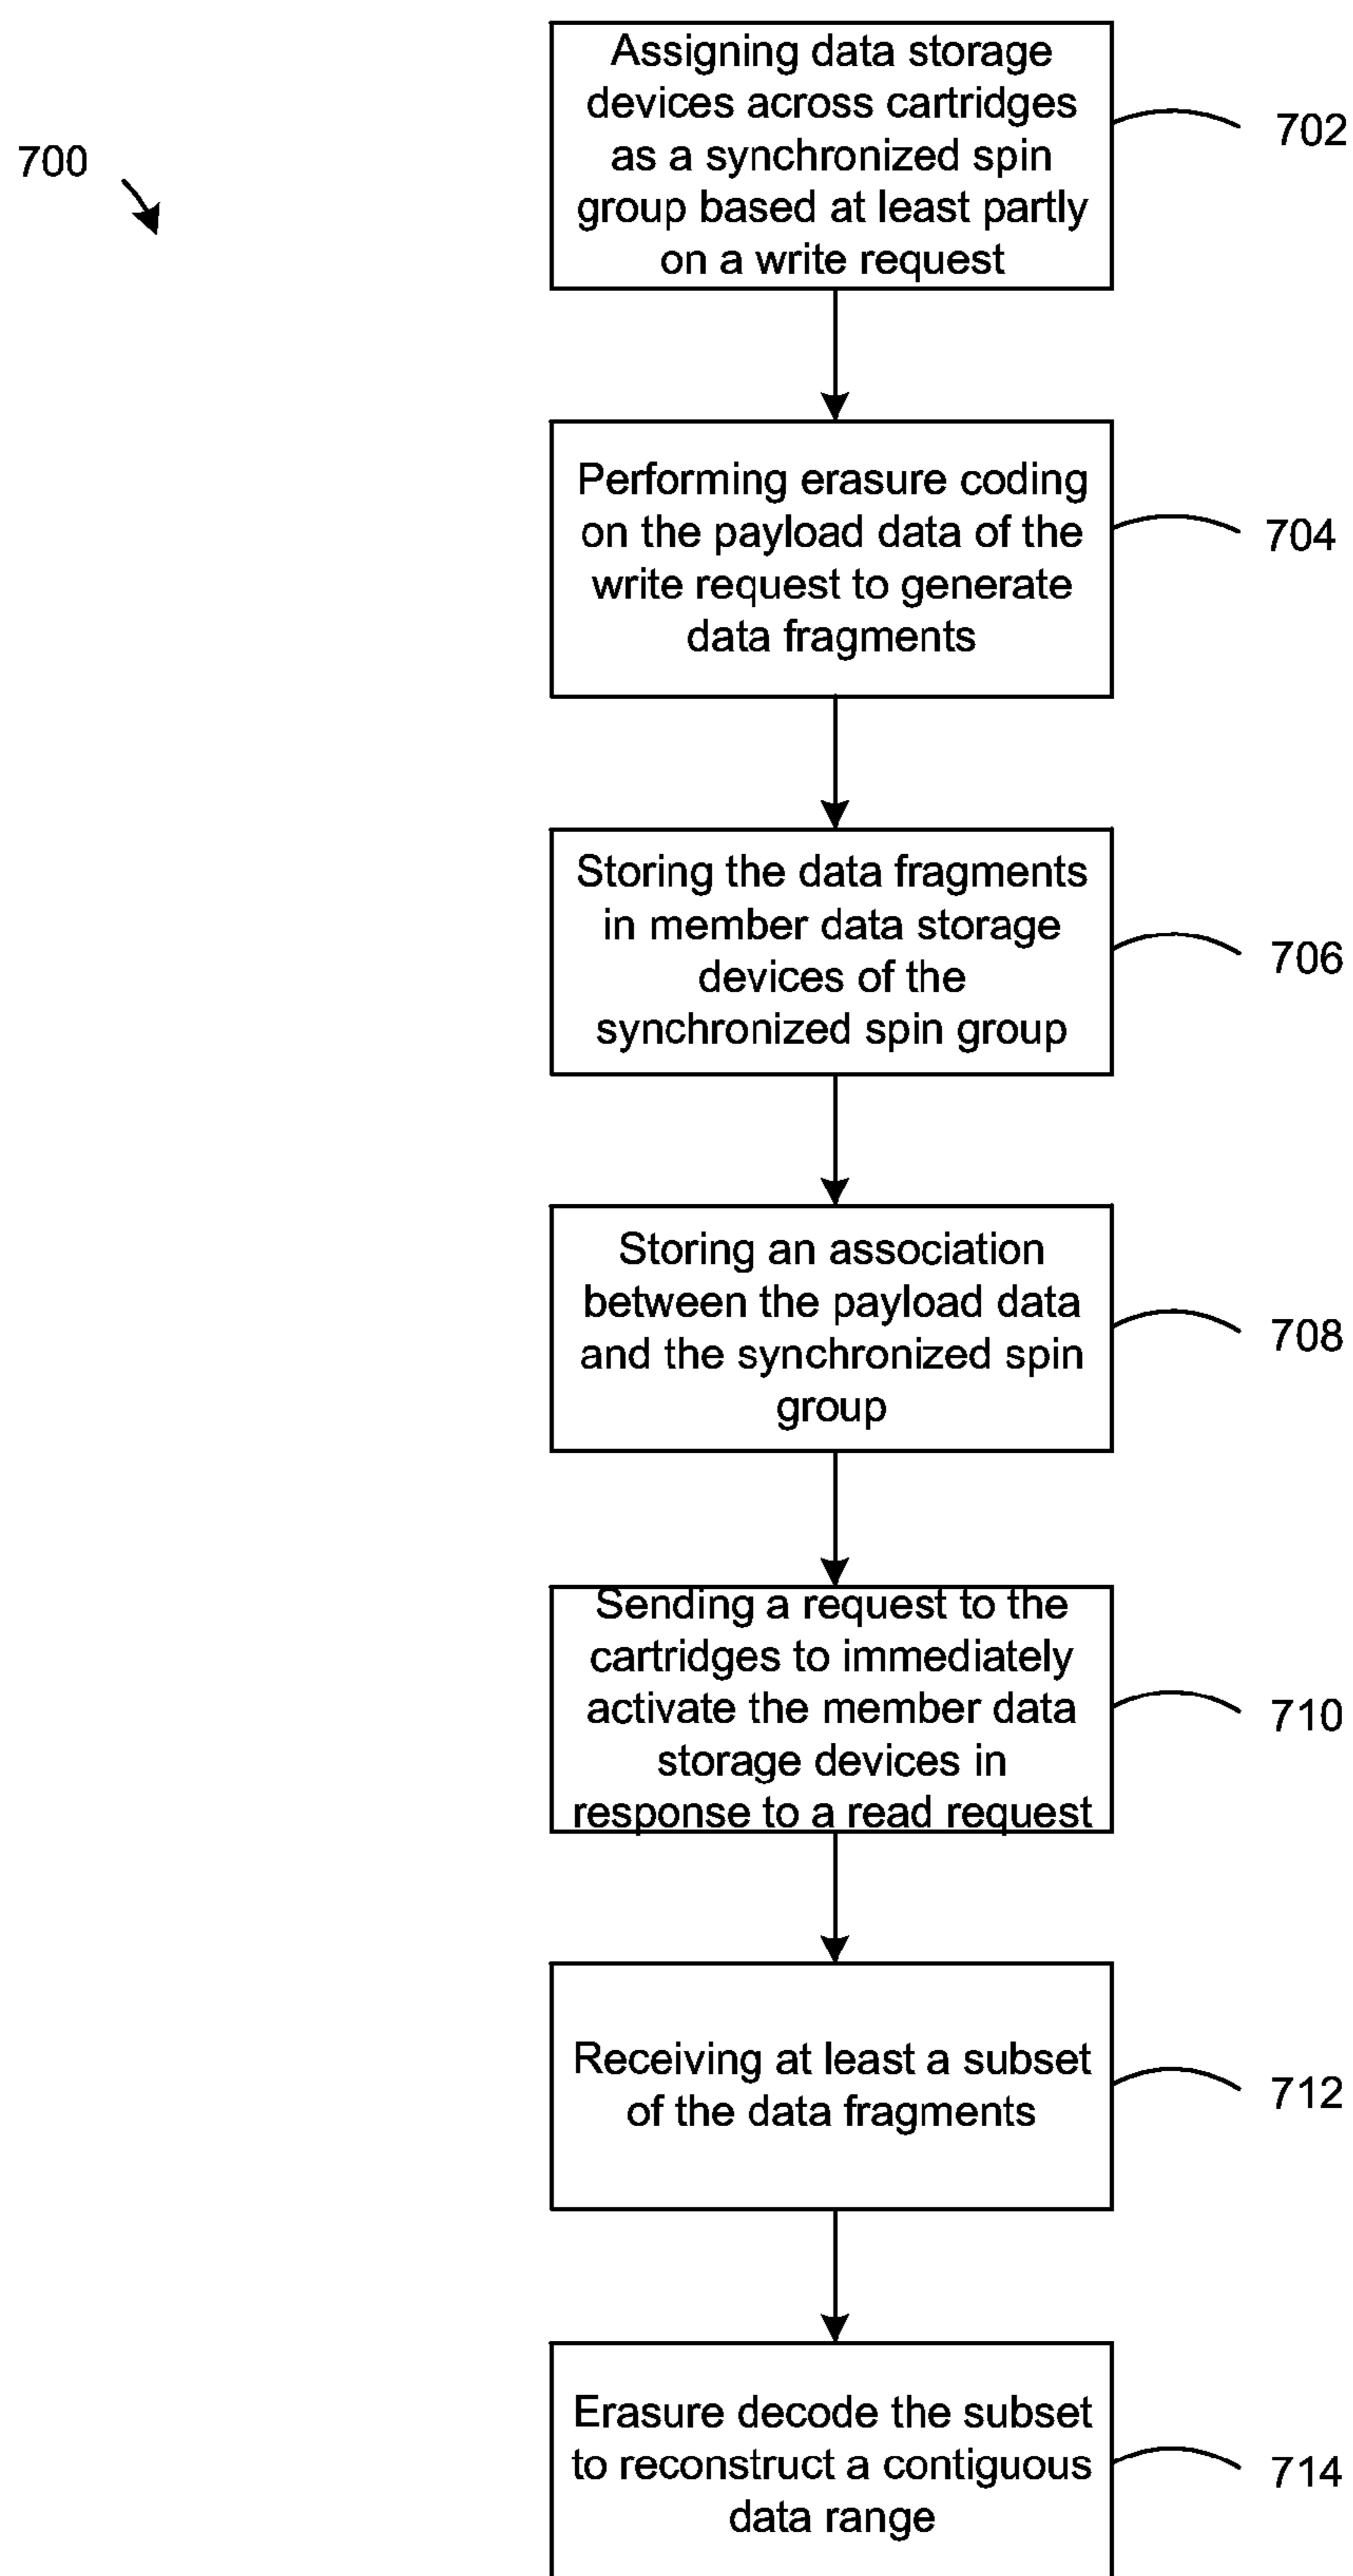 700
Assigning data storage
devices across cartridges
as a synchronized spin
group based at least partly
on a write request
702
Performing erasure coding
on the payload data of the
write request to generate
data fragments
704
Storing the data fragments
in member data storage
devices of the
synchronized spin group
706
Storing an association
between the payload data
and the synchronized spin
group
708
Sending a request to the
cartridges to immediately
activate the member data
storage devices in
response to a read request
710
Receiving at least a subset
of the data fragments
712
Erasure decode the subset
to reconstruct a contiguous
data range
714